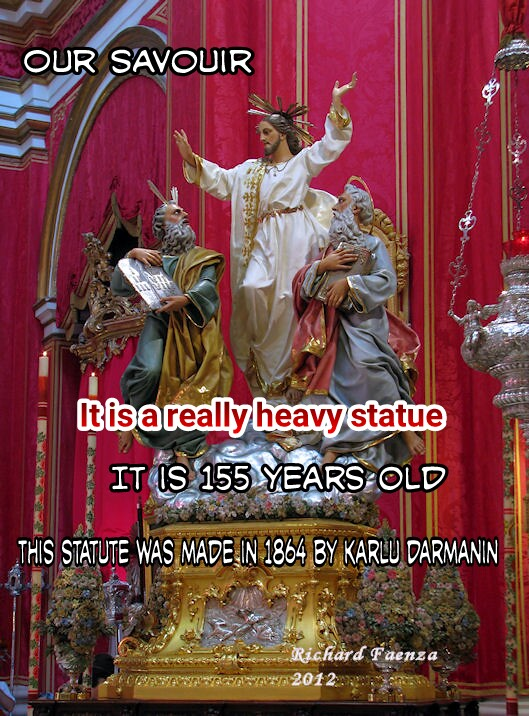 OUR SAVOUIR
It is a really heavy statue
IT IS 155 YEARS OLD
THIS STATUTE WAS MADE IN 1864 BY KARLU DARMANIN
Richard Faenza
2012